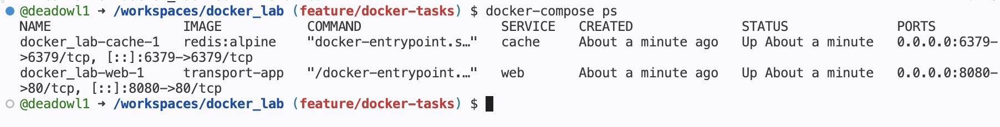 @deadowl1 → /workspaces/docker_lab (feature/docker-tasks) $ docker-compose ps
NAME IMAGE COMMAND SERVICE CREATED STATUS PORTS
docker_lab-cache-1 redis:alpine "docker-entrypoint.s…" cache About a minute ago Up About a minute 0.0.0.0:6379-
>6379/tcp, [::]:6379->6379/tcp
docker_lab-web-1 transport-app "/docker-entrypoint.…" web About a minute ago Up About a minute 0.0.0.0:8080-
>80/tcp, [::]:8080->80/tcp
@deadowl1 → /workspaces/docker_lab (feature/docker-tasks) $